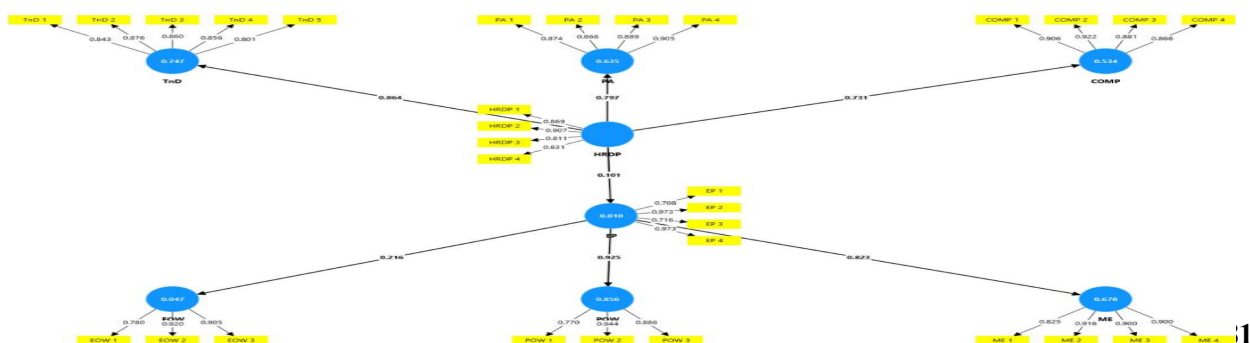 TnD 1 TnD 2 TnD 3 TnD 4 TnD 5 PA 1 PA 2 PA 3 PA 4 COMP 1 COMP 2 COMP 3 COMP 4
0.843 0.876 0.860 0.856 0.801 0.874 0.868 0.889 0.905 0.906 0.922 0.881 0.868
0.747 0.635 0.534
TnD PA COMP
0.864 0.797 0.731
HRDP 1
0.869
HRDP 2
0.907
HRDP 3
0.811
HRDP 4
0.831
HRDP
0.101
EP 1
0.708
EP 2
0.973
0.010
EP 3
0.716
EP
EP 4
0.973
0.216 0.925 0.823
0.047 0.856 0.678
EOW POW ME
0.780 0.920 0.905 0.770 0.944 0.886 0.825 0.916 0.900 0.900
EOW 1 EOW 2 EOW 3 POW 1 POW 2 POW 3 ME 1 ME 2 ME 3 ME 4
31